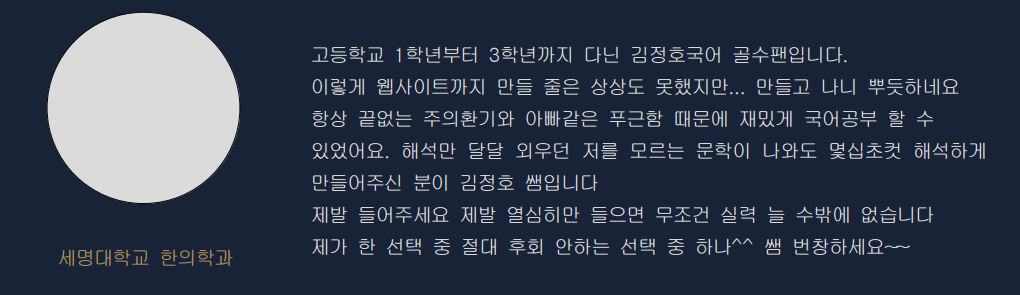 고등학교 1학년부터 3학년까지 다닌 김정호국어 골수팬입니다.
이렇게 웹사이트까지 만들 줄은 상상도 못했지만... 만들고 나니 뿌듯하네요
항상 끝없는 주의환기와 아빠같은 푸근함 때문에 재밌게 국어공부 할 수
있었어요. 해석만 달달 외우던 저를 모르는 문학이 나와도 몇십초컷 해석하게
만들어주신 분이 김정호 쌤입니다
제발 들어주세요 제발 열심히만 들으면 무조건 실력 늘 수밖에 없습니다
제가 한 선택 중 절대 후회 안하는 선택 중 하나^^ 쌤 번창하세요~~
세명대학교 한의학과